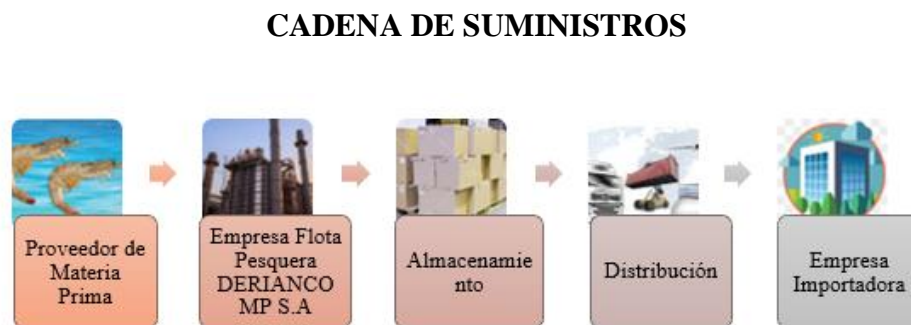 CADENA DE SUMINISTROS
Proveedor de
Materia
Prima
Empresa Flota
Pesquera
DERIANCO
MP S.A
Almacenamie
nto
Distribución
Empresa
Importadora